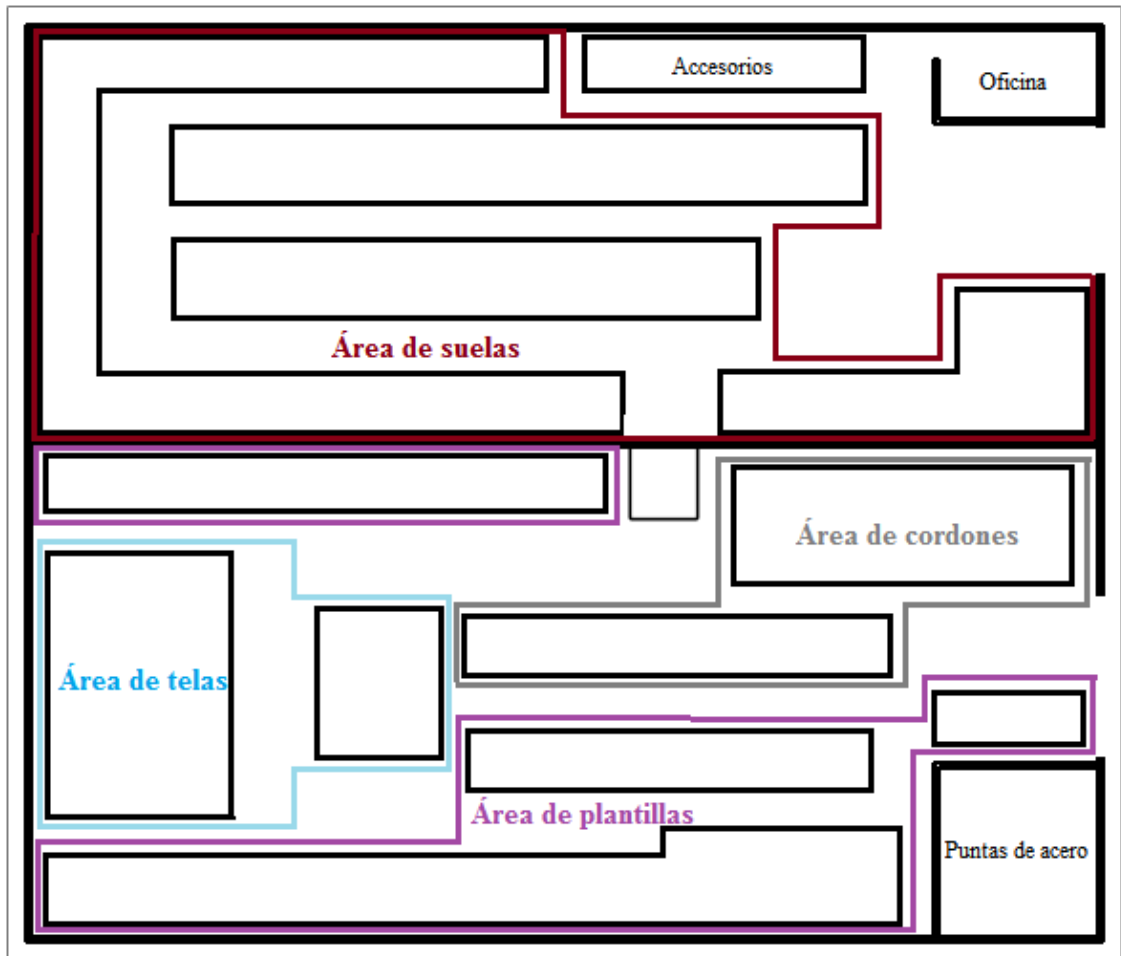 Accesorios
Oficina
Área de suelas
Área de cordones
Área de telas
Área de plantillas
Puntas de acero